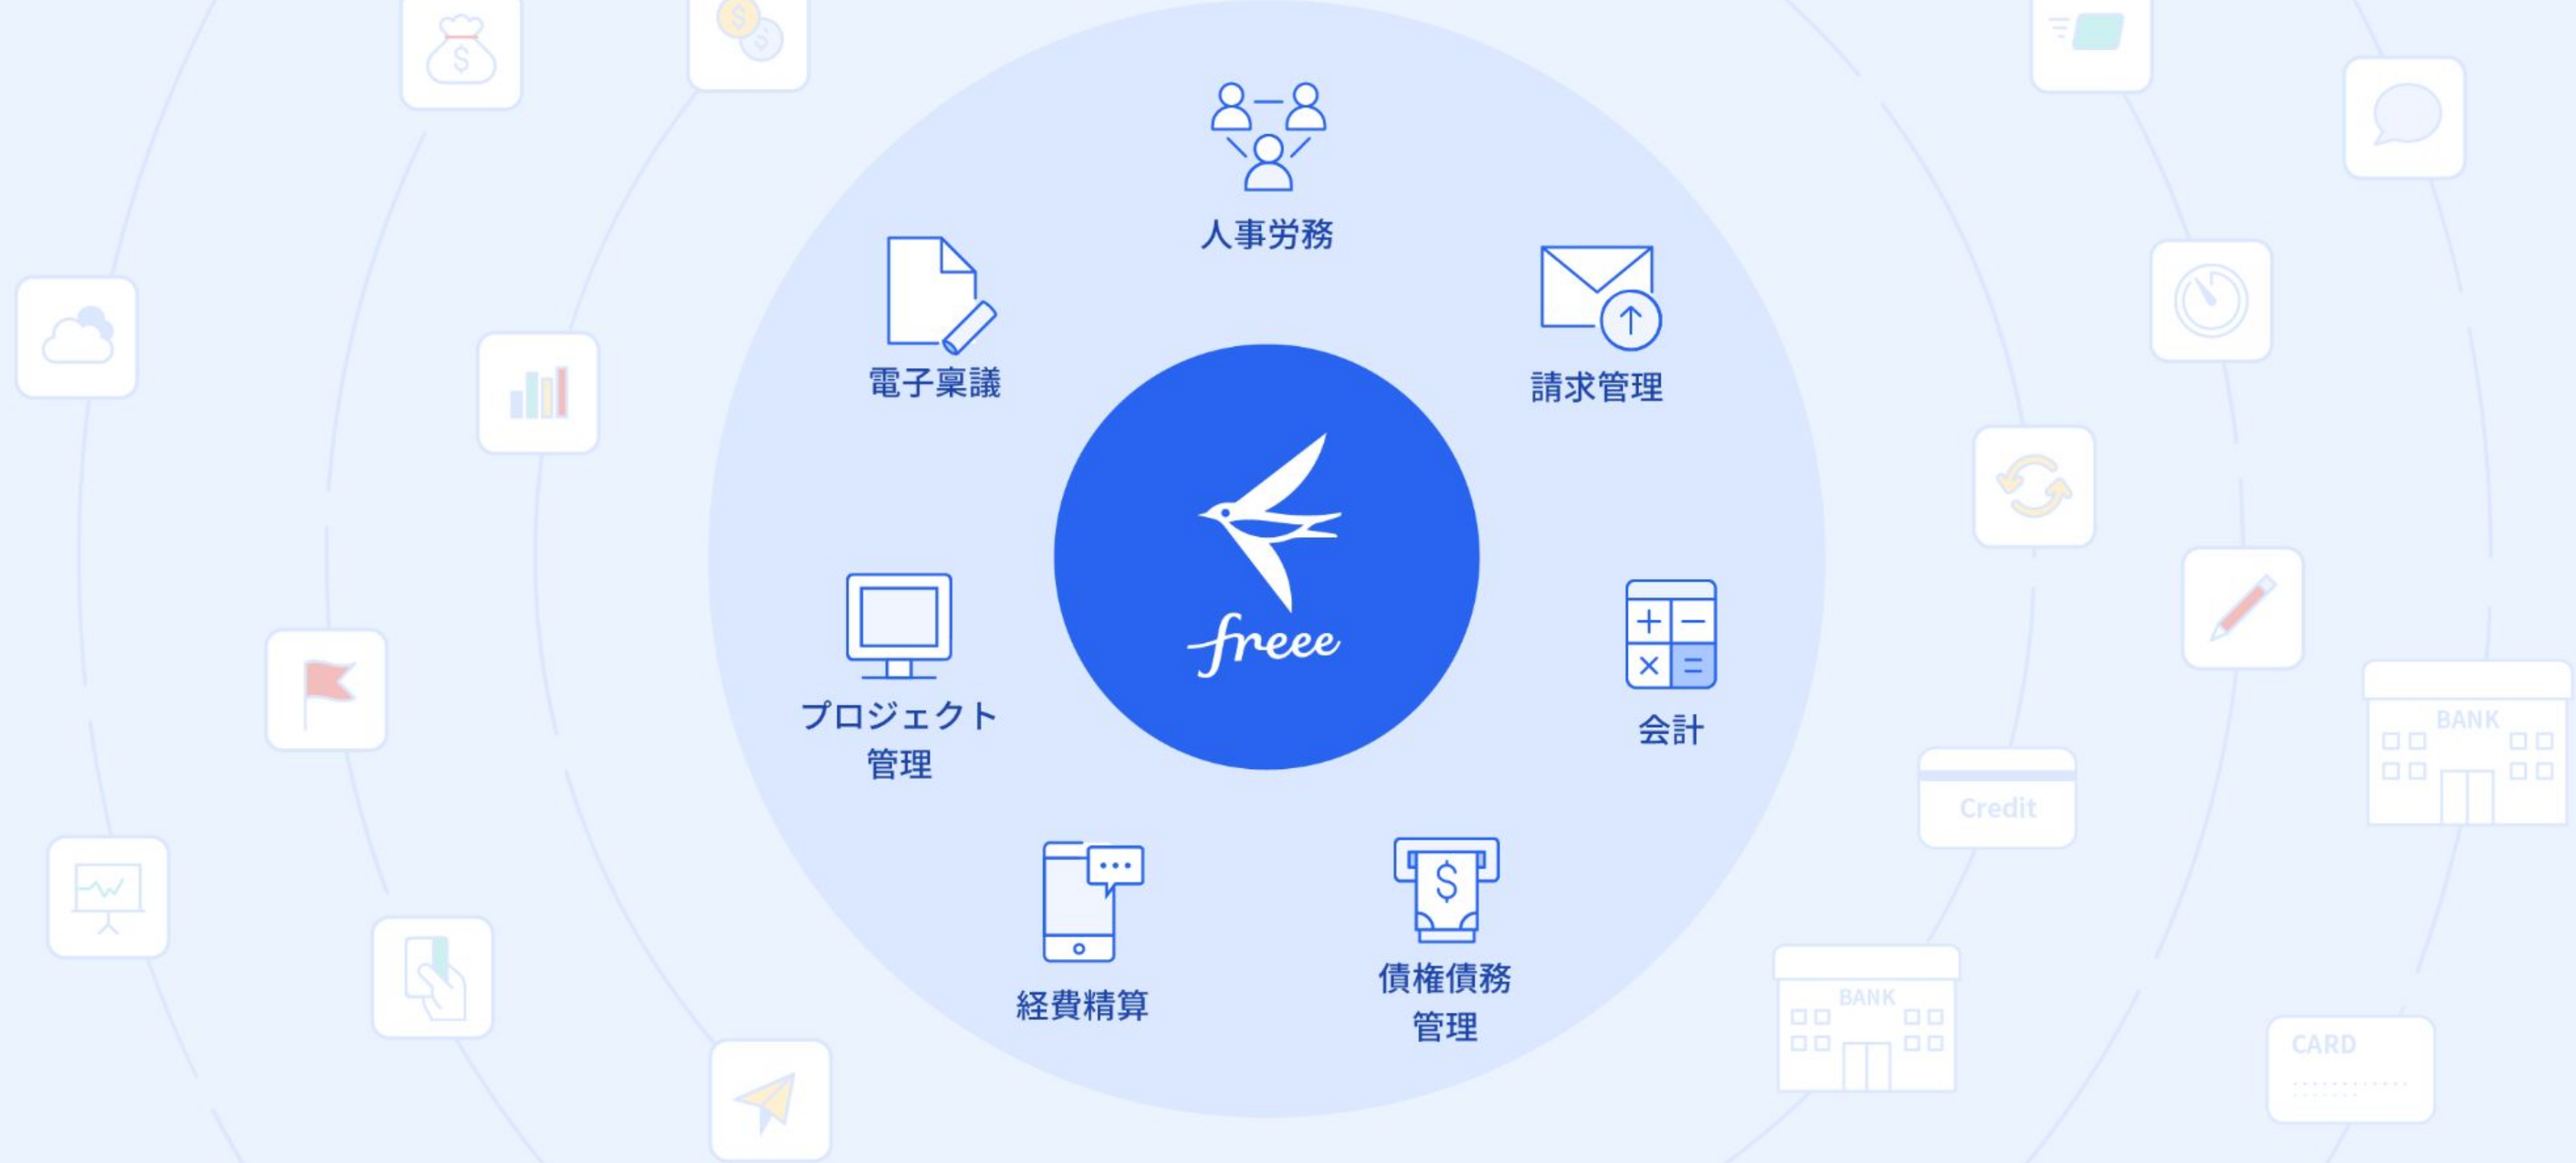 人事労務
電子稟議
請求管理
freee
プロジェクト
管理
会計
BANK
Credit
経費精算
債権債務
管理
BANK
CARD